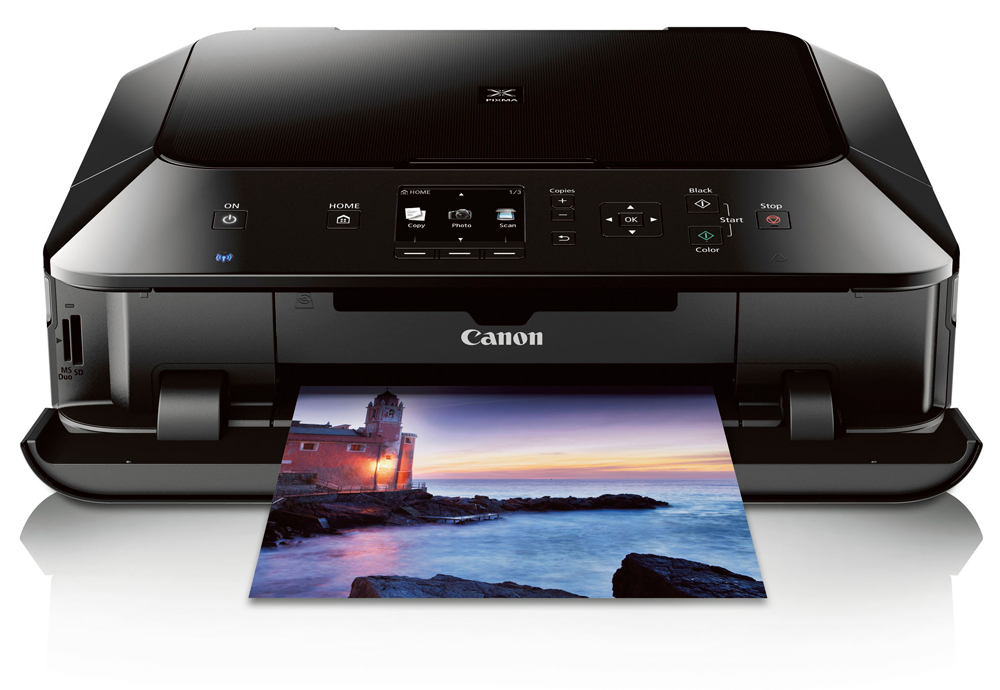 PIXMA
ON
HOME
HOME 1/3
Copy Photo Scan
Copies
+
−
OK
Black
Start
Color
Stop
Canon
MS Duo
SD